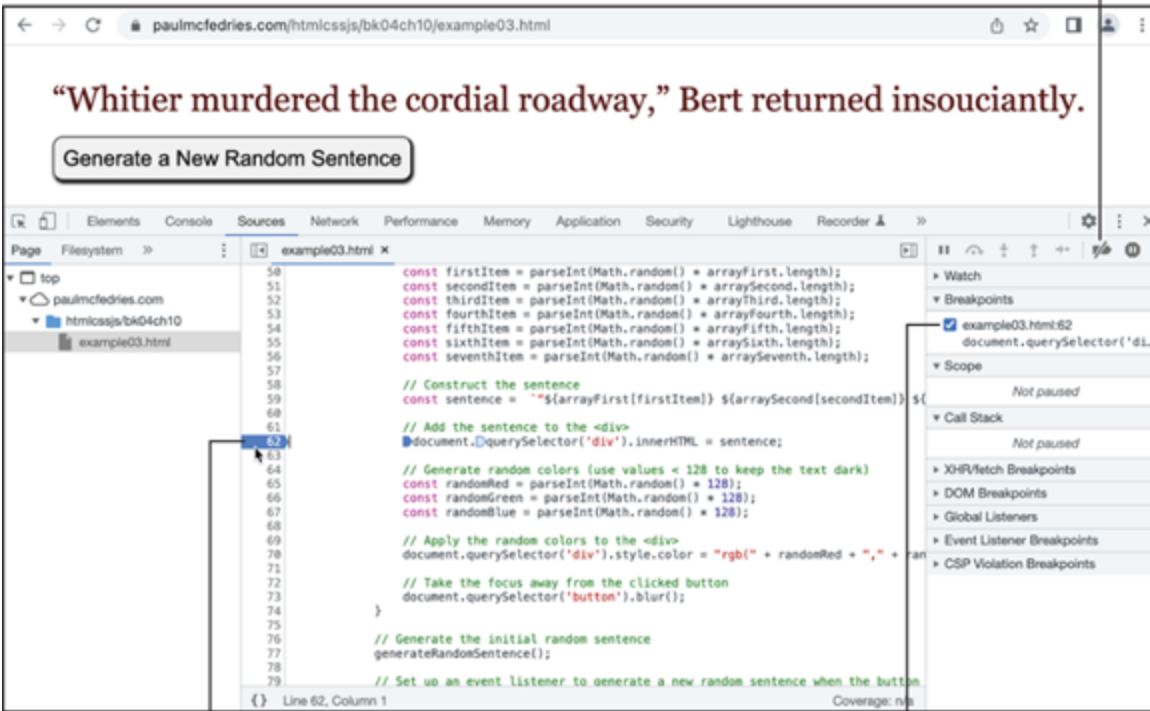 paulmcfedries.com/htmlcssjs/bk04ch10/example03.html
“Whitier murdered the cordial roadway,” Bert returned insouciantly.
Generate a New Random Sentence
Elements Console Sources Network Performance Memory Application Security Lighthouse Recorder »
Page Filesystem »
example03.html ×
top
paulmcfedries.com
htmlcssjs/bk04ch10
example03.html
50 const firstItem = parseInt(Math.random() * arrayFirst.length);
51 const secondItem = parseInt(Math.random() * arraySecond.length);
52 const thirdItem = parseInt(Math.random() * arrayThird.length);
53 const fourthItem = parseInt(Math.random() * arrayFourth.length);
54 const fifthItem = parseInt(Math.random() * arrayFifth.length);
55 const sixthItem = parseInt(Math.random() * arraySixth.length);
56 const seventhItem = parseInt(Math.random() * arraySeventh.length);
57
58 // Construct the sentence
59 const sentence = `“${arrayFirst[firstItem]} ${arraySecond[secondItem]} ${
60
61 // Add the sentence to the <div>
62 document.querySelector('div').innerHTML = sentence;
63
64 // Generate random colors (use values < 128 to keep the text dark)
65 const randomRed = parseInt(Math.random() * 128);
66 const randomGreen = parseInt(Math.random() * 128);
67 const randomBlue = parseInt(Math.random() * 128);
68
69 // Apply the random colors to the <div>
70 document.querySelector('div').style.color = "rgb(" + randomRed + "," + ran
71
72 // Take the focus away from the clicked button
73 document.querySelector('button').blur();
74 }
75
76 // Generate the initial random sentence
77 generateRandomSentence();
78
79 // Set up an event listener to generate a new random sentence when the button
{} Line 62, Column 1 Coverage: n/a
Watch
Breakpoints
example03.html:62
document.querySelector('di…
Scope
Not paused
Call Stack
Not paused
XHR/fetch Breakpoints
DOM Breakpoints
Global Listeners
Event Listener Breakpoints
CSP Violation Breakpoints